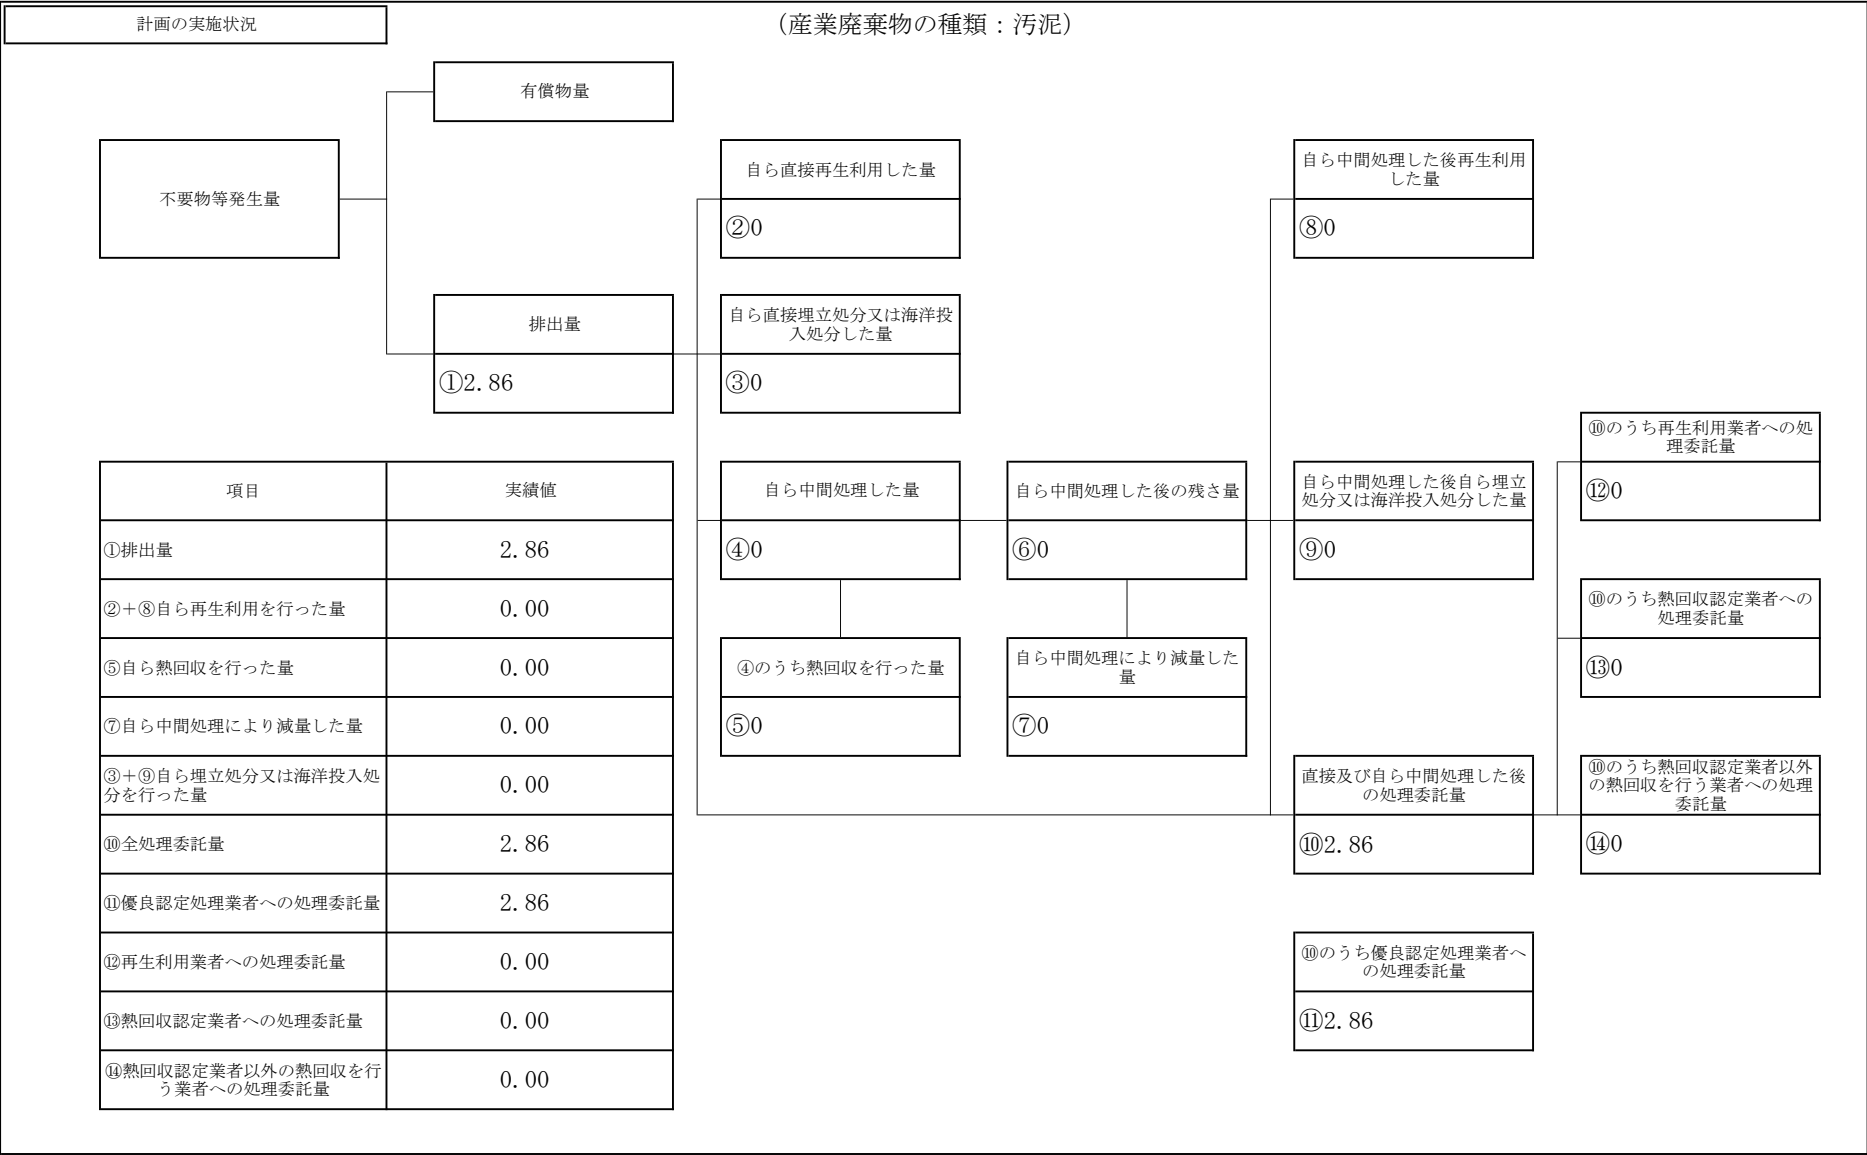 計画の実施状況
（産業廃棄物の種類：汚泥）
有償物量
不要物等発生量
自ら直接再生利用した量
②0
自ら中間処理した後再生利用
した量
⑧0
排出量
①2.86
自ら直接埋立処分又は海洋投
入処分した量
③0
⑩のうち再生利用業者への処
理委託量
⑫0
自ら中間処理した量
④0
自ら中間処理した後の残さ量
⑥0
自ら中間処理した後自ら埋立
処分又は海洋投入処分した量
⑨0
⑩のうち熱回収認定業者への
処理委託量
⑬0
④のうち熱回収を行った量
⑤0
自ら中間処理により減量した
量
⑦0
直接及び自ら中間処理した後
の処理委託量
⑩2.86
⑩のうち熱回収認定業者以外
の熱回収を行う業者への処理
委託量
⑭0
⑩のうち優良認定処理業者へ
の処理委託量
⑪2.86
項目 実績値
①排出量 2.86
②＋⑧自ら再生利用を行った量 0.00
⑤自ら熱回収を行った量 0.00
⑦自ら中間処理により減量した量 0.00
③＋⑨自ら埋立処分又は海洋投入処
分を行った量 0.00
⑩全処理委託量 2.86
⑪優良認定処理業者への処理委託量 2.86
⑫再生利用業者への処理委託量 0.00
⑬熱回収認定業者への処理委託量 0.00
⑭熱回収認定業者以外の熱回収を行
う業者への処理委託量 0.00